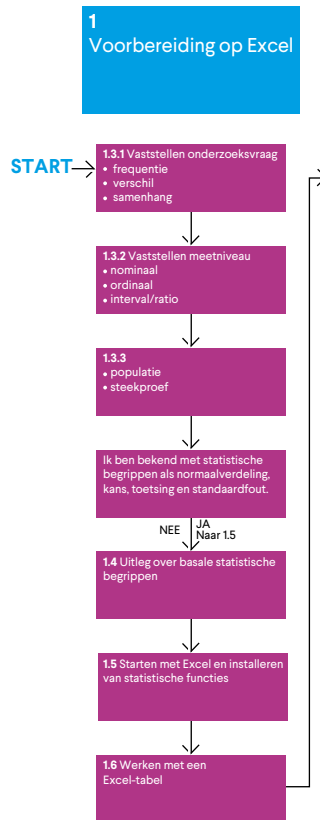 1
Voorbereiding op Excel
START
1.3.1 Vaststellen onderzoeksvraag
• frequentie
• verschil
• samenhang
1.3.2 Vaststellen meetniveau
• nominaal
• ordinaal
• interval/ratio
1.3.3
• populatie
• steekproef
Ik ben bekend met statistische
begrippen als normaalverdeling,
kans, toetsing en standaardfout.
NEE
JA
Naar 1.5
1.4 Uitleg over basale statistische
begrippen
1.5 Starten met Excel en installeren
van statistische functies
1.6 Werken met een
Excel-tabel